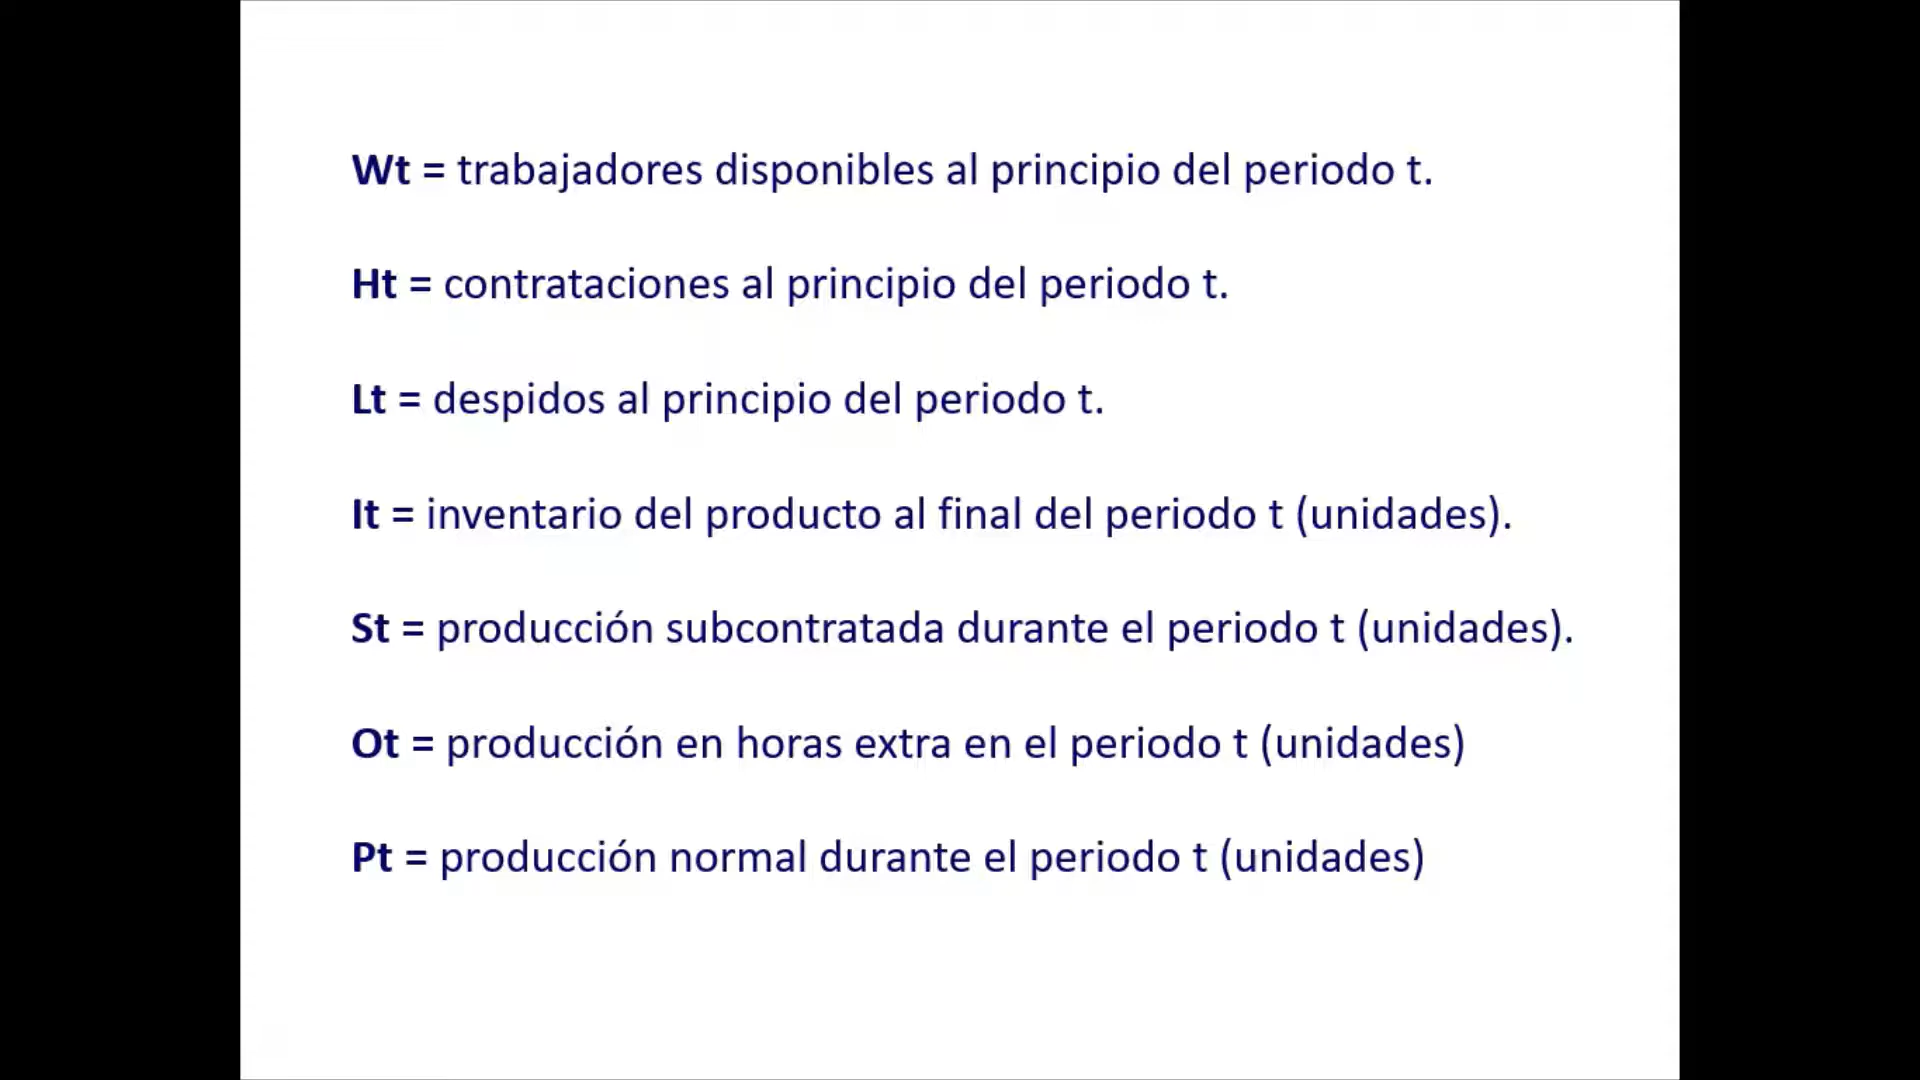 Wt = trabajadores disponibles al principio del periodo t.
Ht = contrataciones al principio del periodo t.
Lt = despidos al principio del periodo t.
It = inventario del producto al final del periodo t (unidades).
St = producción subcontratada durante el periodo t (unidades).
Ot = producción en horas extra en el periodo t (unidades)
Pt = producción normal durante el periodo t (unidades)